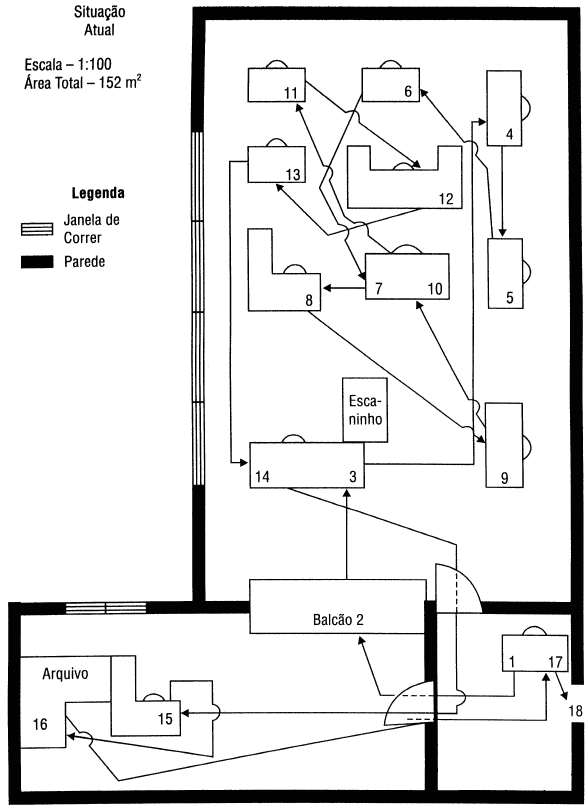 Situação
Atual
Escala – 1:100
Área Total – 152 m²
Legenda
Janela de
Correr
Parede
11
6
4
13
12
7 10
5
8
Esca-
ninho
9
14 3
Balcão 2
1 17
18
Arquivo
16
15